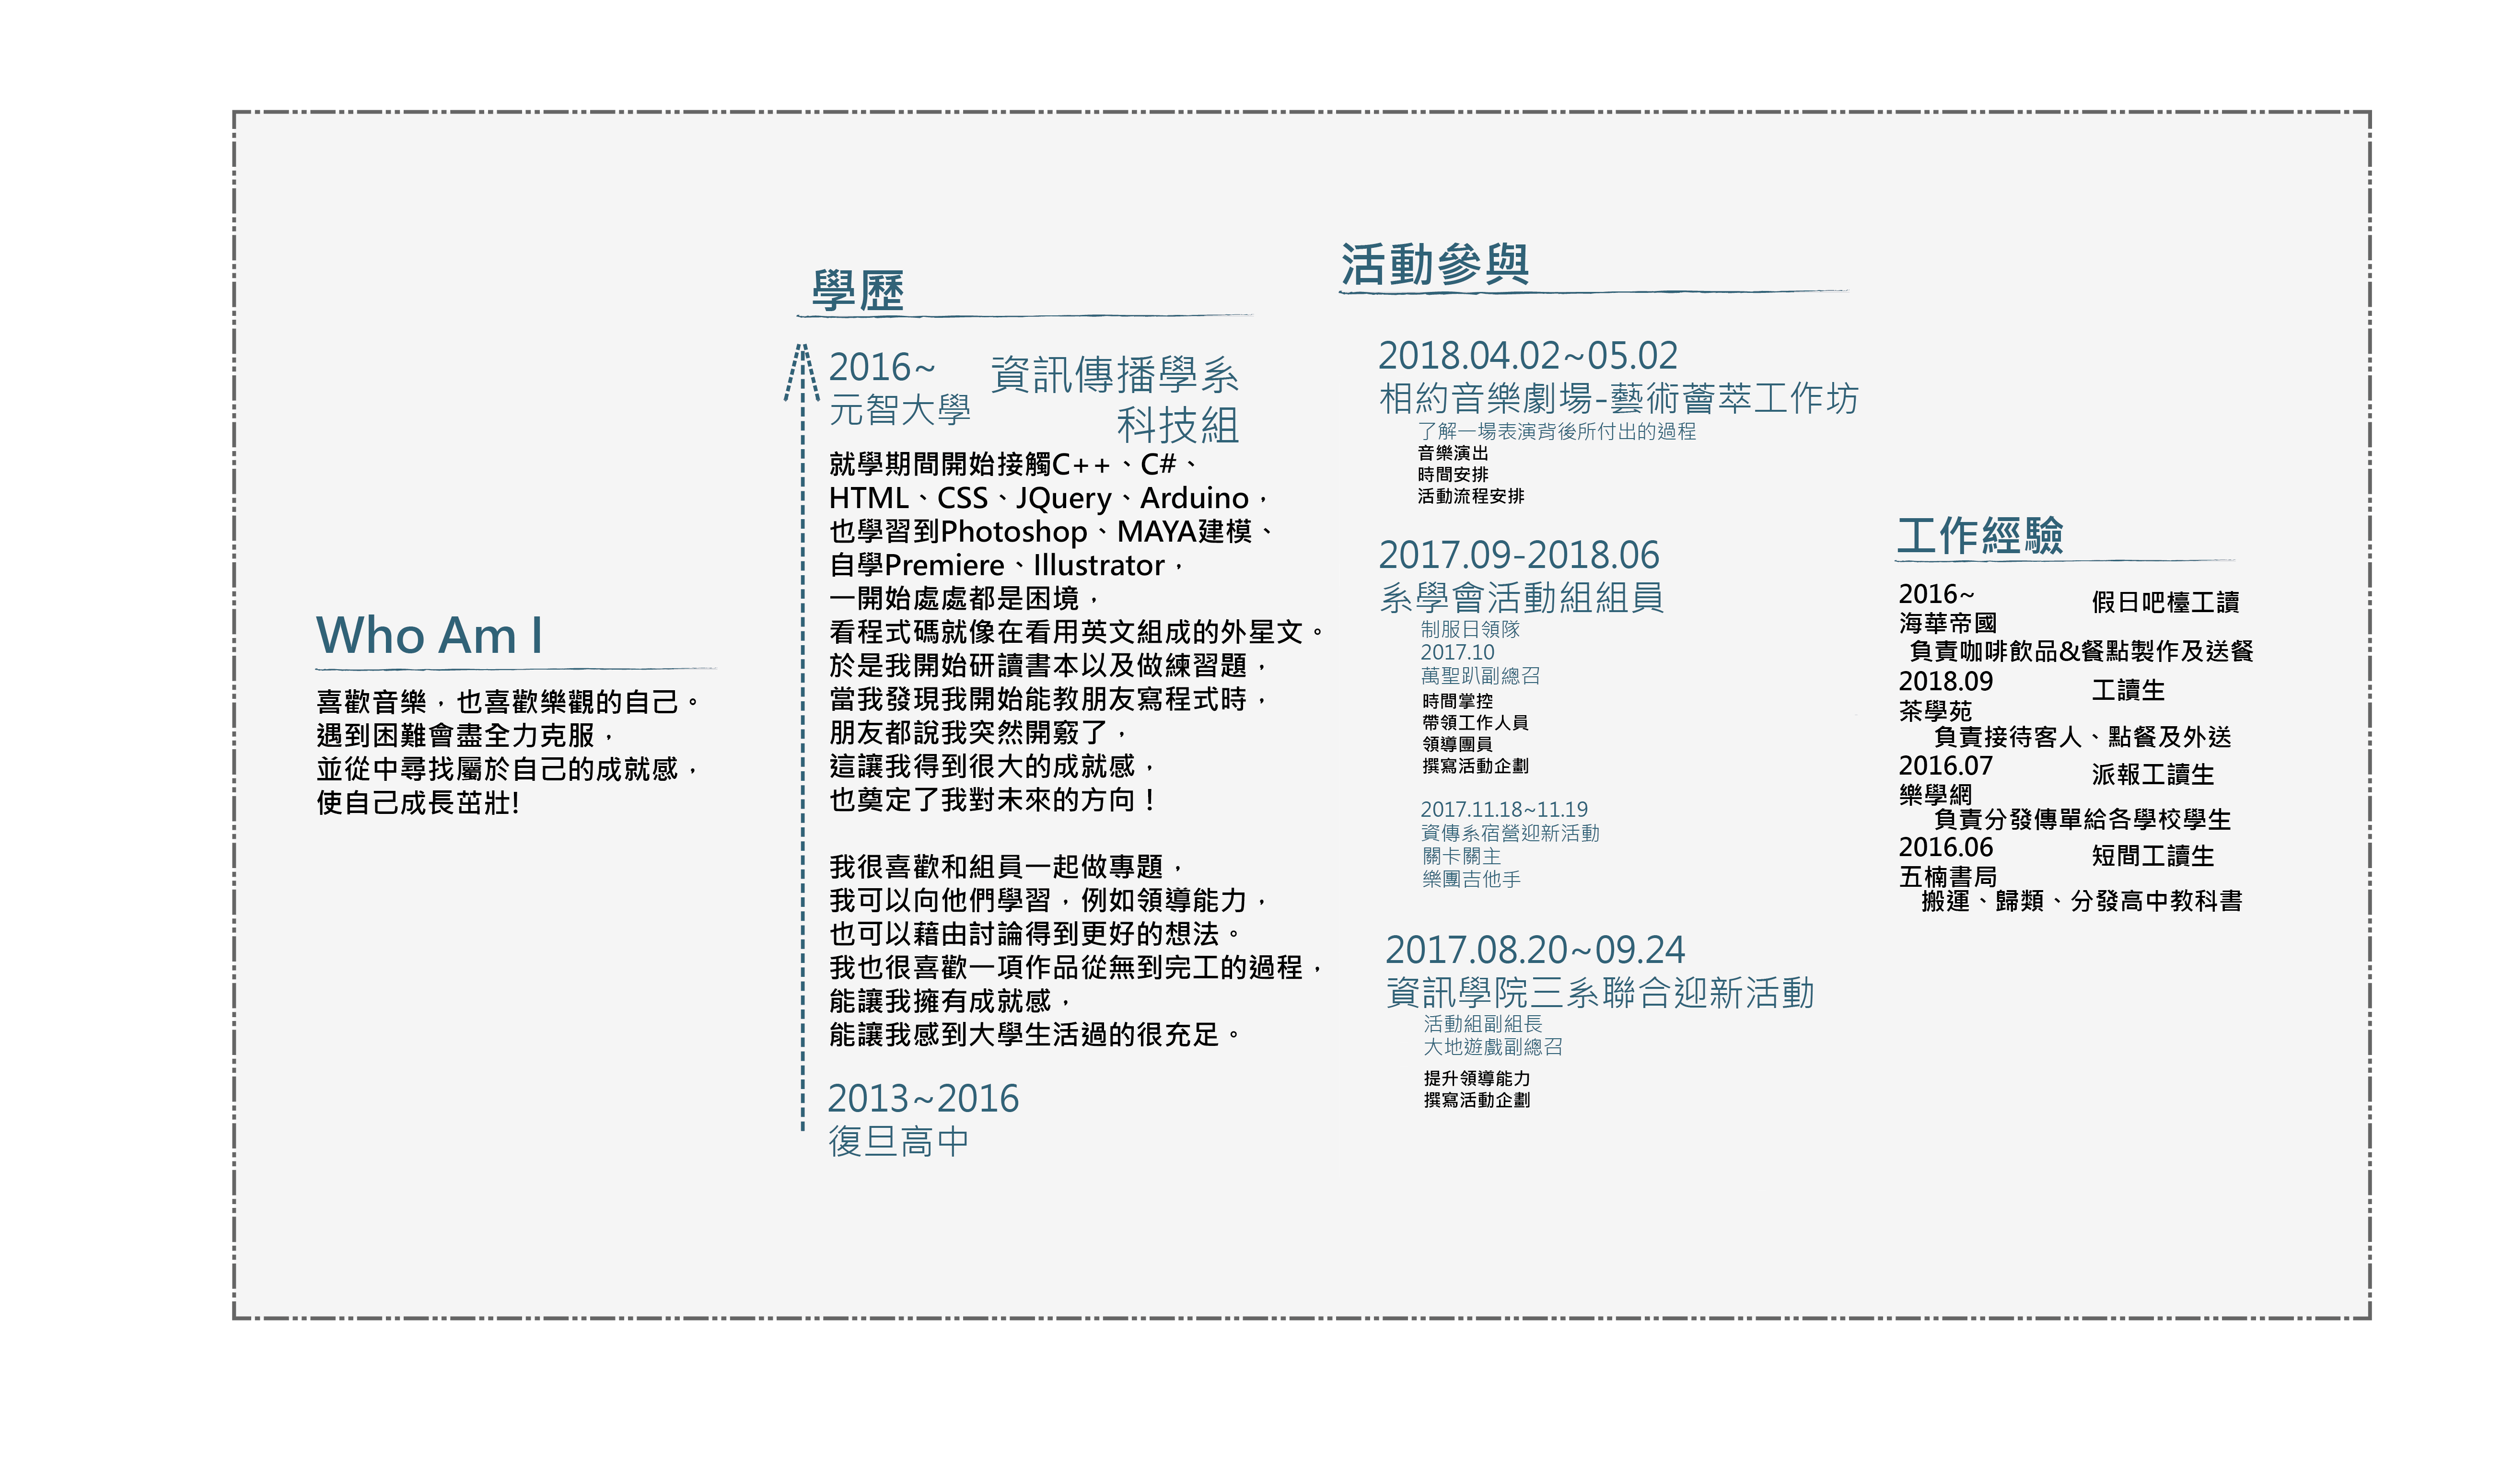 Who Am I
喜歡音樂，也喜歡樂觀的自己。
遇到困難會盡全力克服，
並從中尋找屬於自己的成就感，
使自己成長茁壯!
學歷
2016~
元智大學
資訊傳播學系
科技組
就學期間開始接觸C++、C#、
HTML、CSS、JQuery、Arduino，
也學習到Photoshop、MAYA建模、
自學Premiere、Illustrator，
一開始處處都是困境，
看程式碼就像在看用英文組成的外星文。
於是我開始研讀書本以及做練習題，
當我發現我開始能教朋友寫程式時，
朋友都說我突然開竅了，
這讓我得到很大的成就感，
也奠定了我對未來的方向！
我很喜歡和組員一起做專題，
我可以向他們學習，例如領導能力，
也可以藉由討論得到更好的想法。
我也很喜歡一項作品從無到完工的過程，
能讓我擁有成就感，
能讓我感到大學生活過的很充足。
2013~2016
復旦高中
活動參與
2018.04.02~05.02
相約音樂劇場-藝術薈萃工作坊
了解一場表演背後所付出的過程
音樂演出
時間安排
活動流程安排
2017.09-2018.06
系學會活動組組員
制服日領隊
2017.10
萬聖趴副總召
時間掌控
帶領工作人員
領導團員
撰寫活動企劃
2017.11.18~11.19
資傳系宿營迎新活動
關卡關主
樂團吉他手
2017.08.20~09.24
資訊學院三系聯合迎新活動
活動組副組長
大地遊戲副總召
提升領導能力
撰寫活動企劃
工作經驗
2016~
海華帝國
假日吧檯工讀
負責咖啡飲品&餐點製作及送餐
2018.09
茶學苑
工讀生
負責接待客人、點餐及外送
2016.07
樂學網
派報工讀生
負責分發傳單給各學校學生
2016.06
五楠書局
短間工讀生
搬運、歸類、分發高中教科書